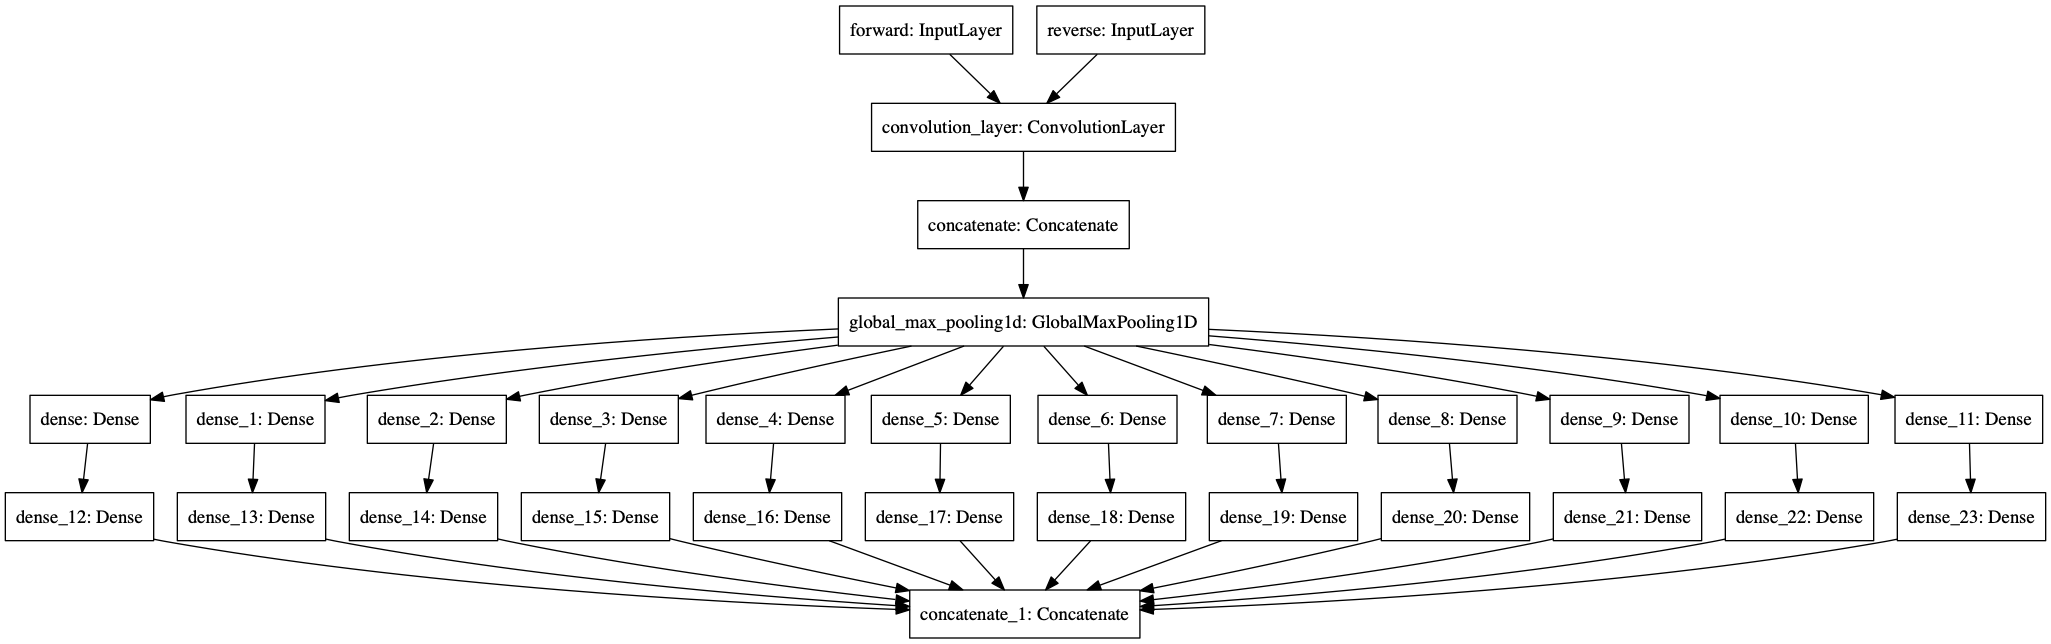 forward: InputLayer
reverse: InputLayer
convolution_layer: ConvolutionLayer
concatenate: Concatenate
global_max_pooling1d: GlobalMaxPooling1D
dense: Dense
dense_1: Dense
dense_2: Dense
dense_3: Dense
dense_4: Dense
dense_5: Dense
dense_6: Dense
dense_7: Dense
dense_8: Dense
dense_9: Dense
dense_10: Dense
dense_11: Dense
dense_12: Dense
dense_13: Dense
dense_14: Dense
dense_15: Dense
dense_16: Dense
dense_17: Dense
dense_18: Dense
dense_19: Dense
dense_20: Dense
dense_21: Dense
dense_22: Dense
dense_23: Dense
concatenate_1: Concatenate